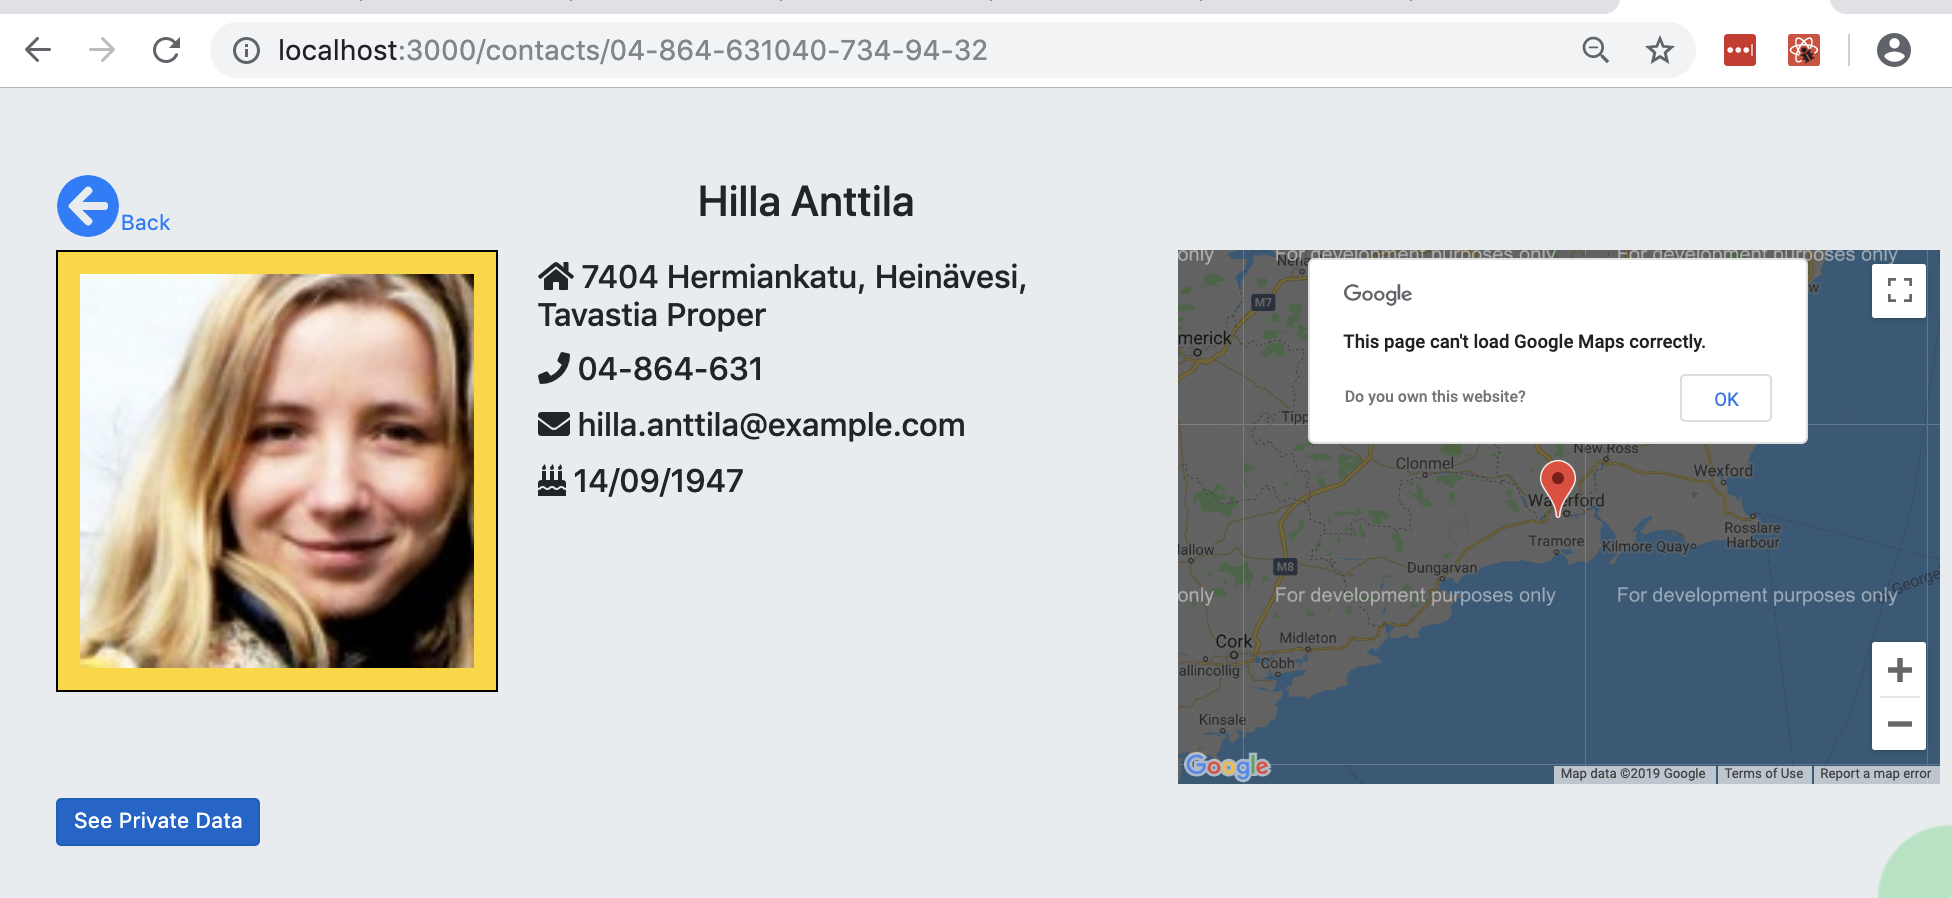 localhost:3000/contacts/04-864-631040-734-94-32
Back
Hilla Anttila
7404 Hermiankatu, Heinävesi,
Tavastia Proper
04-864-631
hilla.anttila@example.com
14/09/1947
See Private Data
only
For development purposes only
For development purposes only
M7
Google
This page can't load Google Maps correctly.
Do you own this website?
OK
merick
Tipp
New Ross
Clonmel
Wexford
Waterford
Rosslare
Harbour
Tramore
Kilmore Quay
allow
M8
Dungarvan
only
For development purposes only
For development purposes only
George
Cork
Midleton
Cobh
allincollig
Kinsale
Google
Map data ©2019 Google
Terms of Use
Report a map error